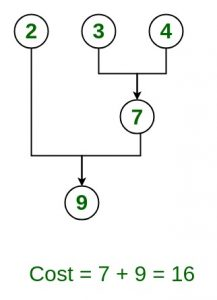 2 3 4
7
9
Cost = 7 + 9 = 16